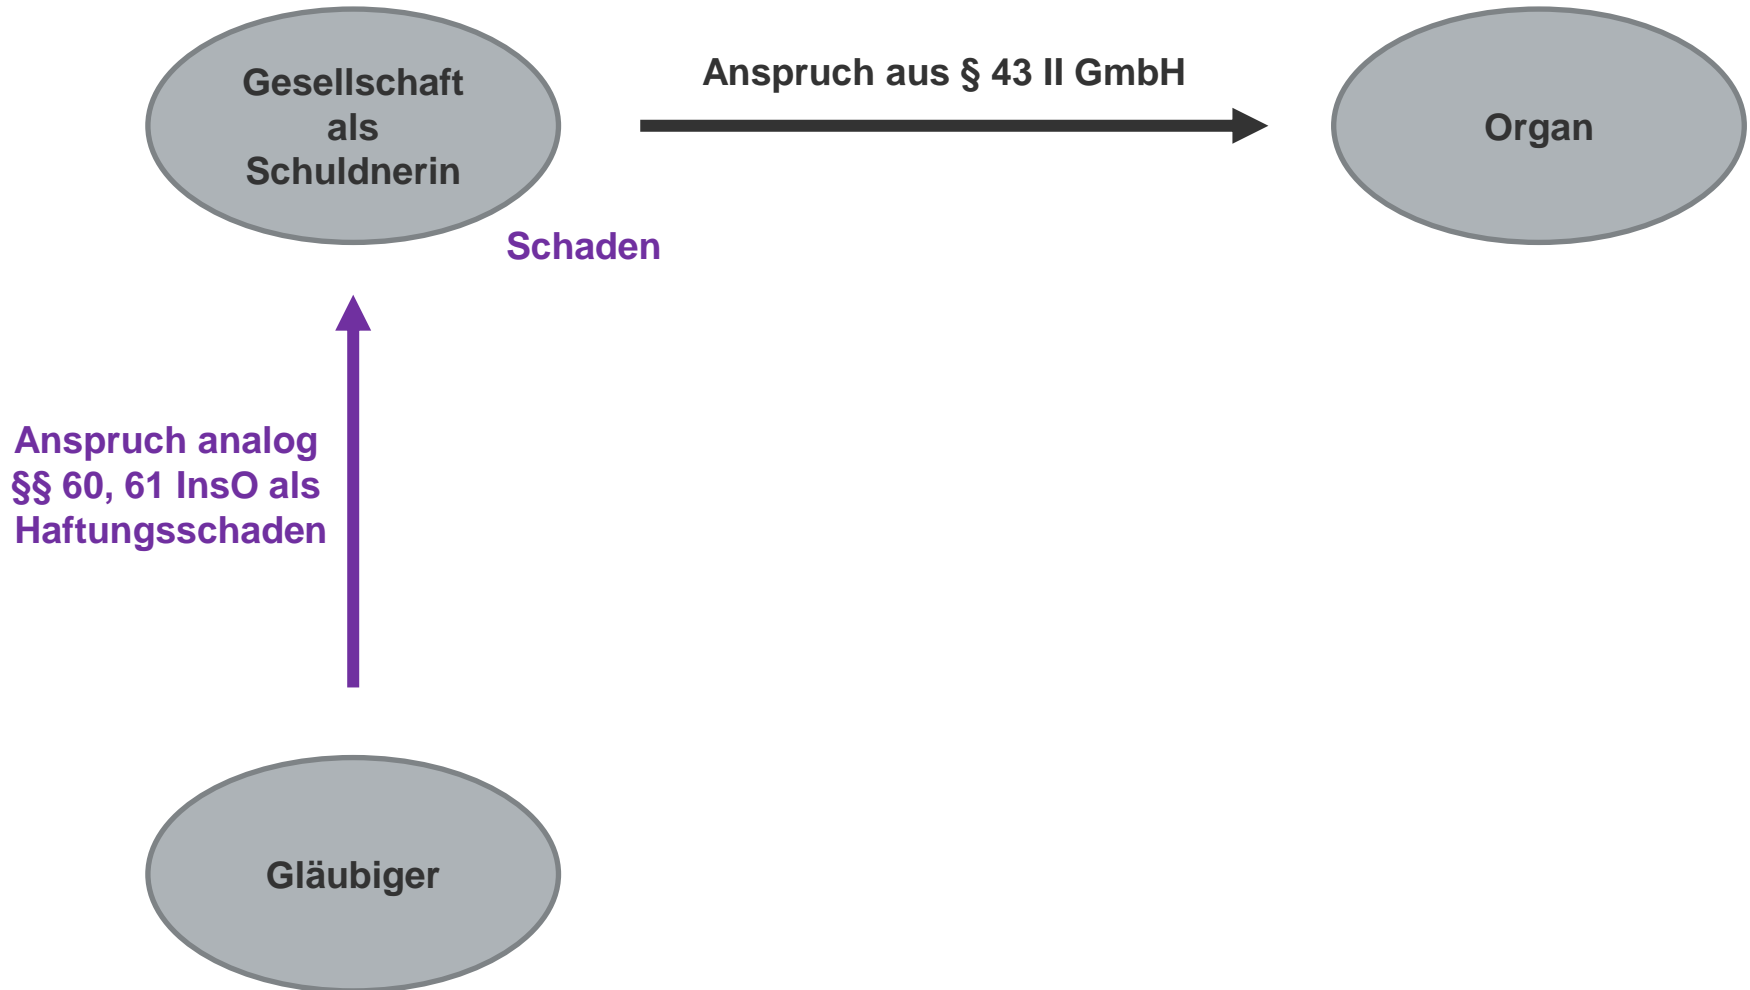 Gesellschaft
als
Schuldnerin
Anspruch aus § 43 II GmbH
Organ
Schaden
Anspruch analog
§§ 60, 61 InsO als
Haftungsschaden
Gläubiger